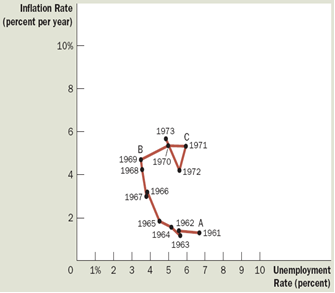 Inflation Rate
(percent per year)
10%
8
6
4
2
0
1973
C
1971
B
1969
1970
1968
1972
1966
1967
1965
1962
A
1961
1964
1963
1% 2 3 4 5 6 7 8 9 10 Unemployment
Rate (percent)